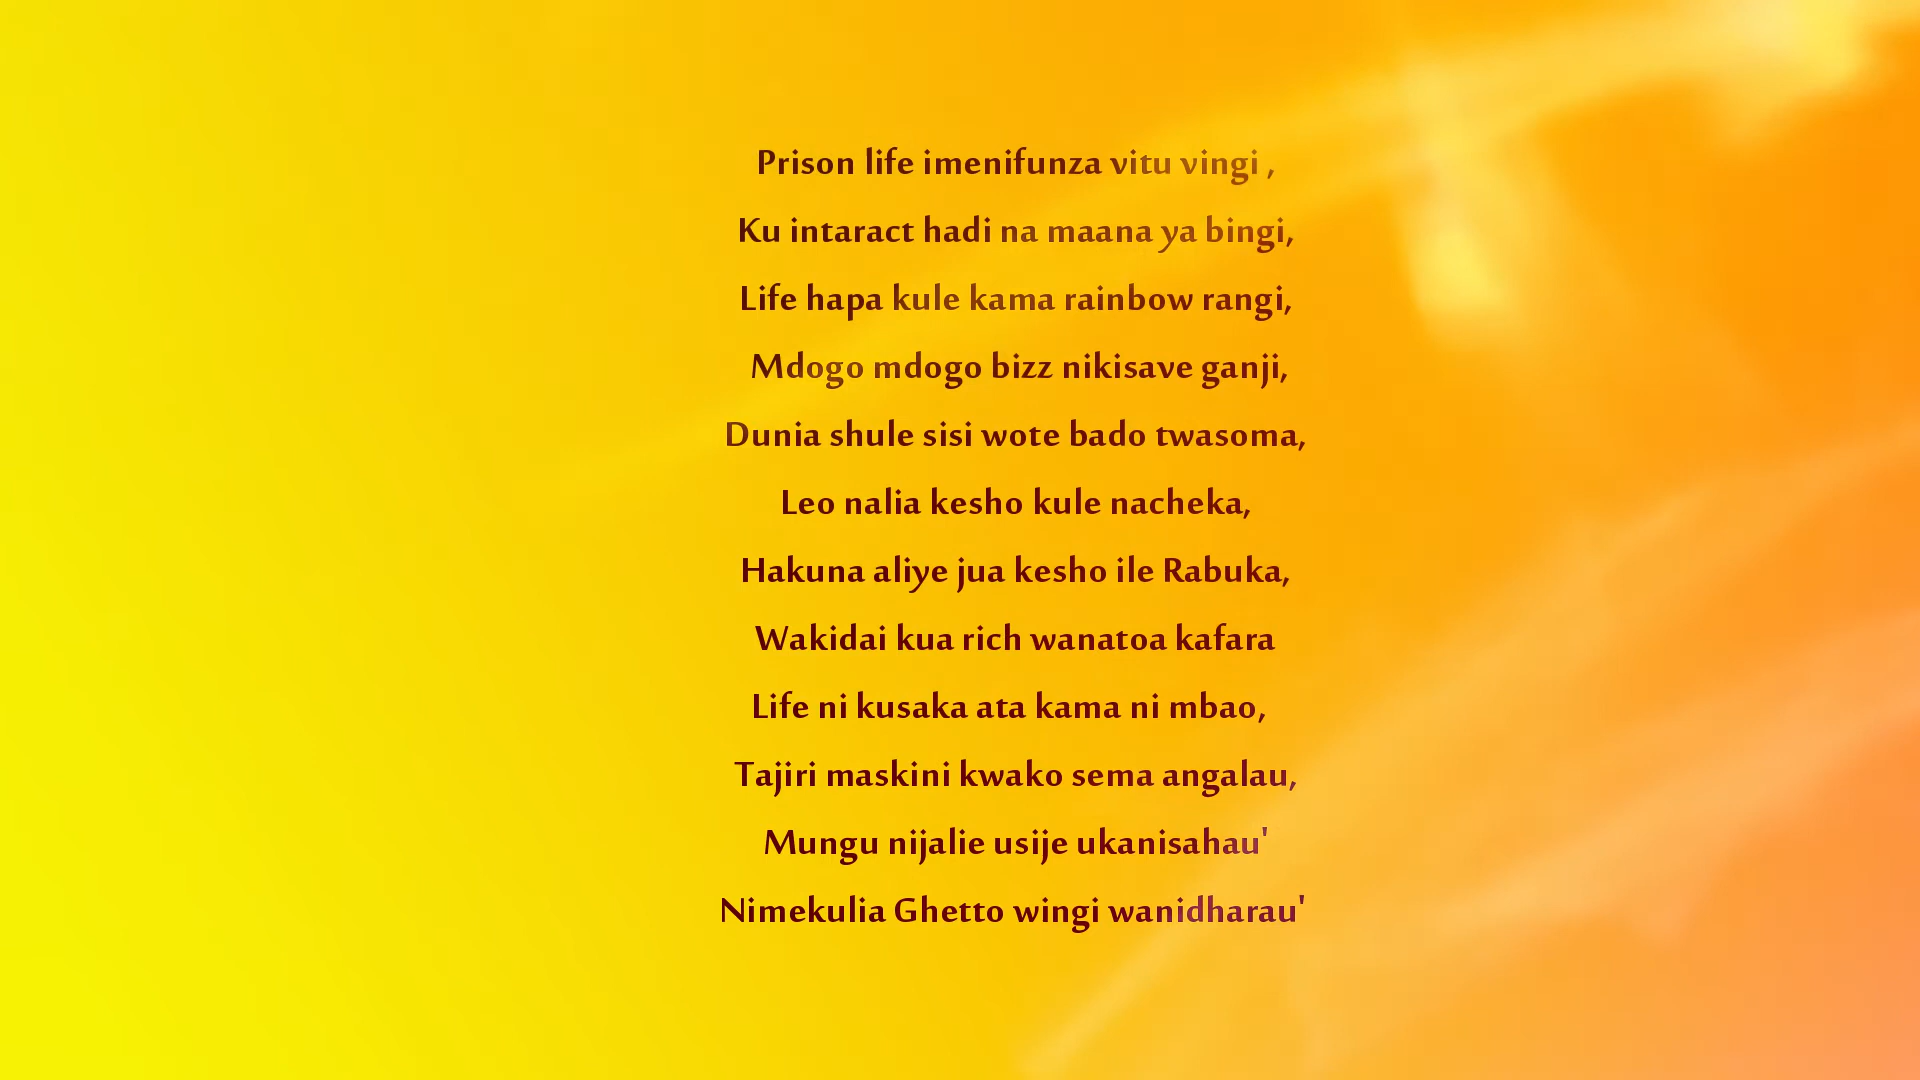 Prison life imenifunza vitu vingi ,
Ku intaract hadi na maana ya bingi,
Life hapa kule kama rainbow rangi,
Mdogo mdogo bizz nikisave ganji,
Dunia shule sisi wote bado twasoma,
Leo nalia kesho kule nacheka,
Hakuna aliye jua kesho ile Rabuka,
Wakidai kua rich wanatoa kafara
Life ni kusaka ata kama ni mbao,
Tajiri maskini kwako sema angalau,
Mungu nijalie usije ukanisahau'
Nimekulia Ghetto wingi wanidharau'